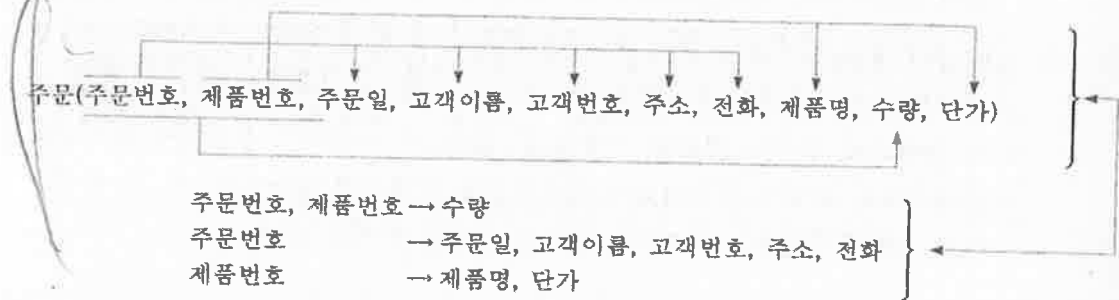 주문(주문번호, 제품번호, 주문일, 고객이름, 고객번호, 주소, 전화, 제품명, 수량, 단가)
주문번호, 제품번호 → 수량
주문번호 → 주문일, 고객이름, 고객번호, 주소, 전화
제품번호 → 제품명, 단가